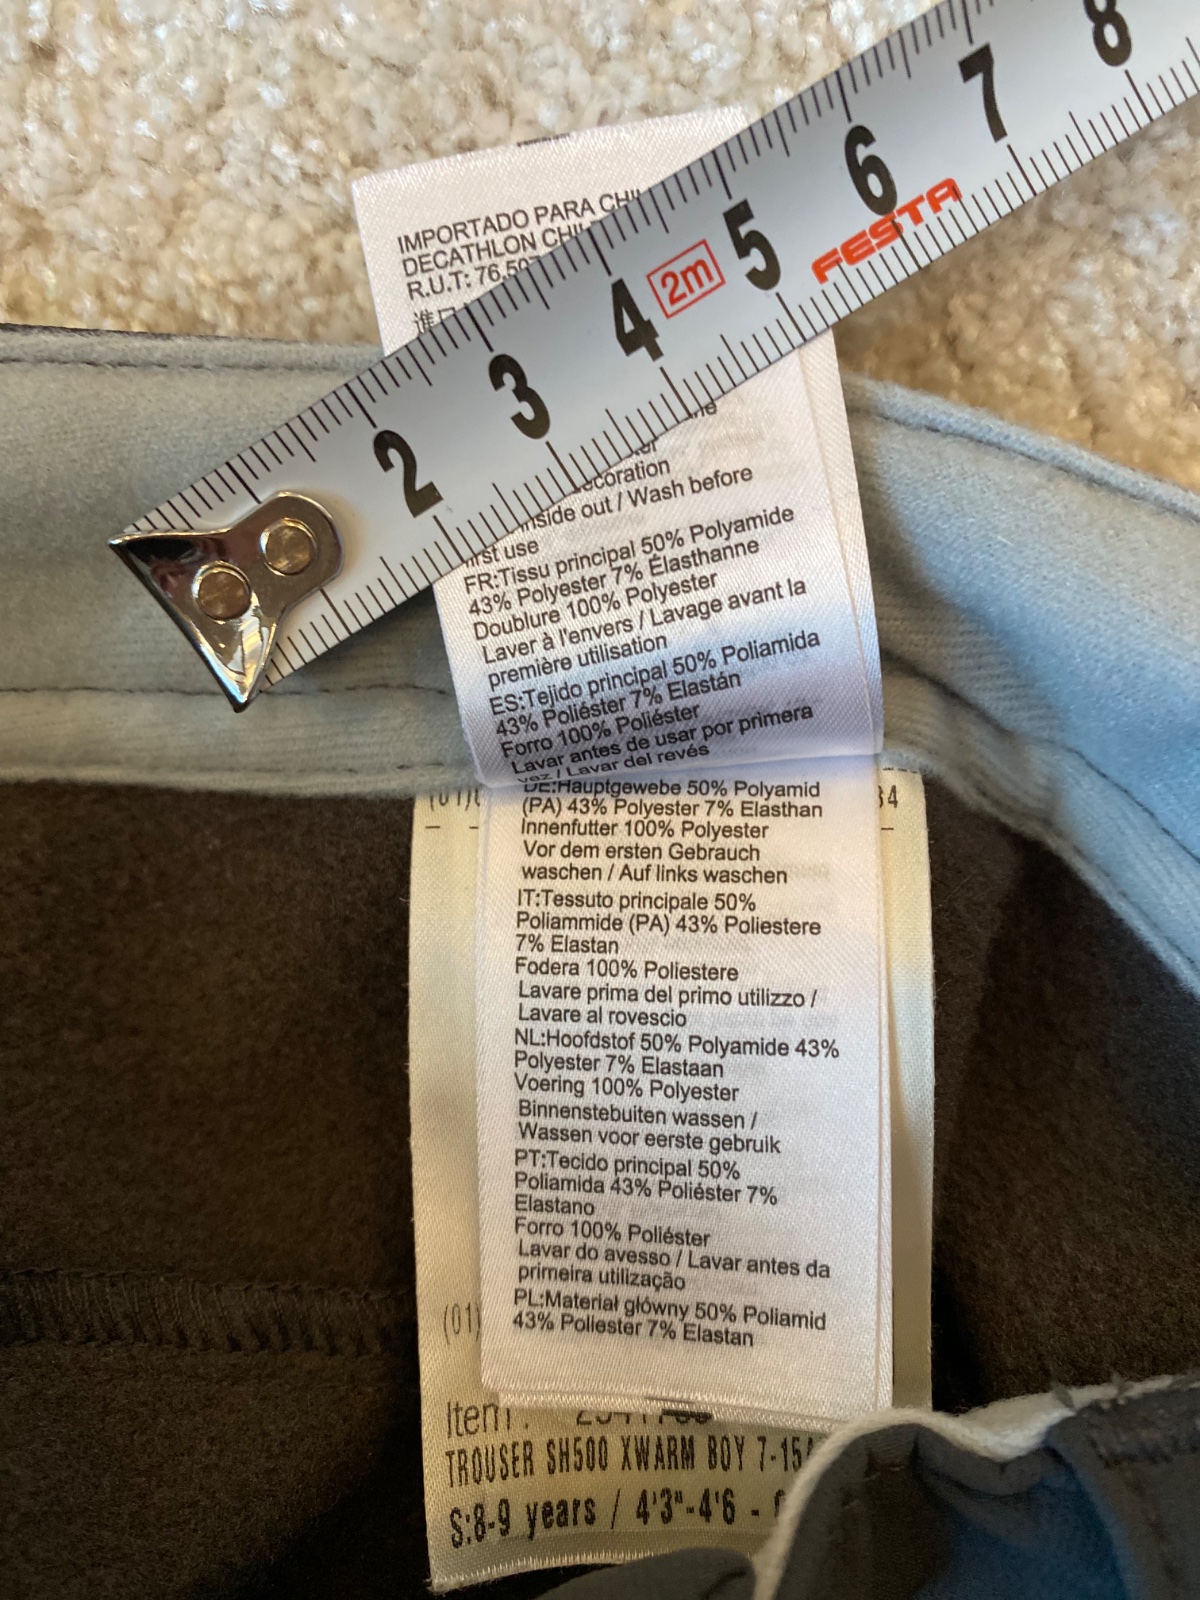 IMPORTADO PARA
DECATHLON
R.U.T: 76.
進口
2 3 4 2m 5 6 7 8
FESTA
coration
inside out / Wash before
first use
FR:Tissu principal 50% Polyamide
43% Polyester 7% Élasthanne
Doublure 100% Polyester
Laver à l'envers / Lavage avant la
première utilisation
ES:Tejido principal 50% Poliamida
43% Poliéster 7% Elastán
Forro 100% Poliéster
Lavar antes de usar por primera
vez / Lavar del revés
DE:Hauptgewebe 50% Polyamid
(PA) 43% Polyester 7% Elasthan
Innenfutter 100% Polyester
Vor dem ersten Gebrauch
waschen / Auf links waschen
IT:Tessuto principale 50%
Poliammide (PA) 43% Poliestere
7% Elastan
Fodera 100% Poliestere
Lavare prima del primo utilizzo /
Lavare al rovescio
NL:Hoofdstof 50% Polyamide 43%
Polyester 7% Elastaan
Voering 100% Polyester
Binnenstebuiten wassen /
Wassen voor eerste gebruik
PT:Tecido principal 50%
Poliamida 43% Poliéster 7%
Elastano
Forro 100% Poliéster
Lavar do avesso / Lavar antes da
primeira utilização
PL:Materiał główny 50% Poliamid
43% Poliester 7% Elastan
(01)
34
(01)
Item:
TROUSER SH500 XWARM BOY 7-15
S:8-9 years / 4'3"-4'6 -